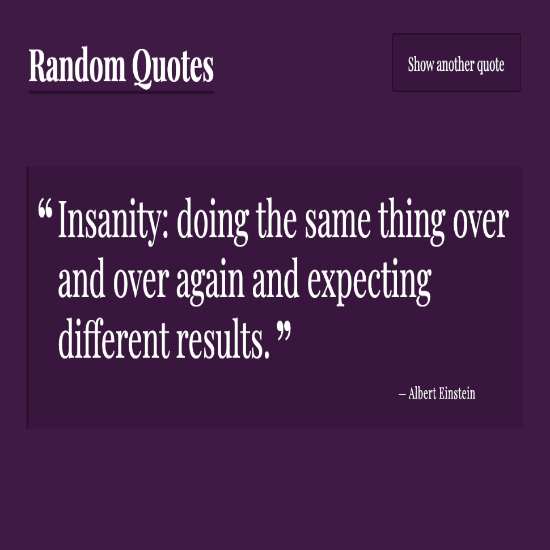 Random Quotes
Show another quote
❝ Insanity: doing the same thing over
and over again and expecting
different results. ❞
– Albert Einstein